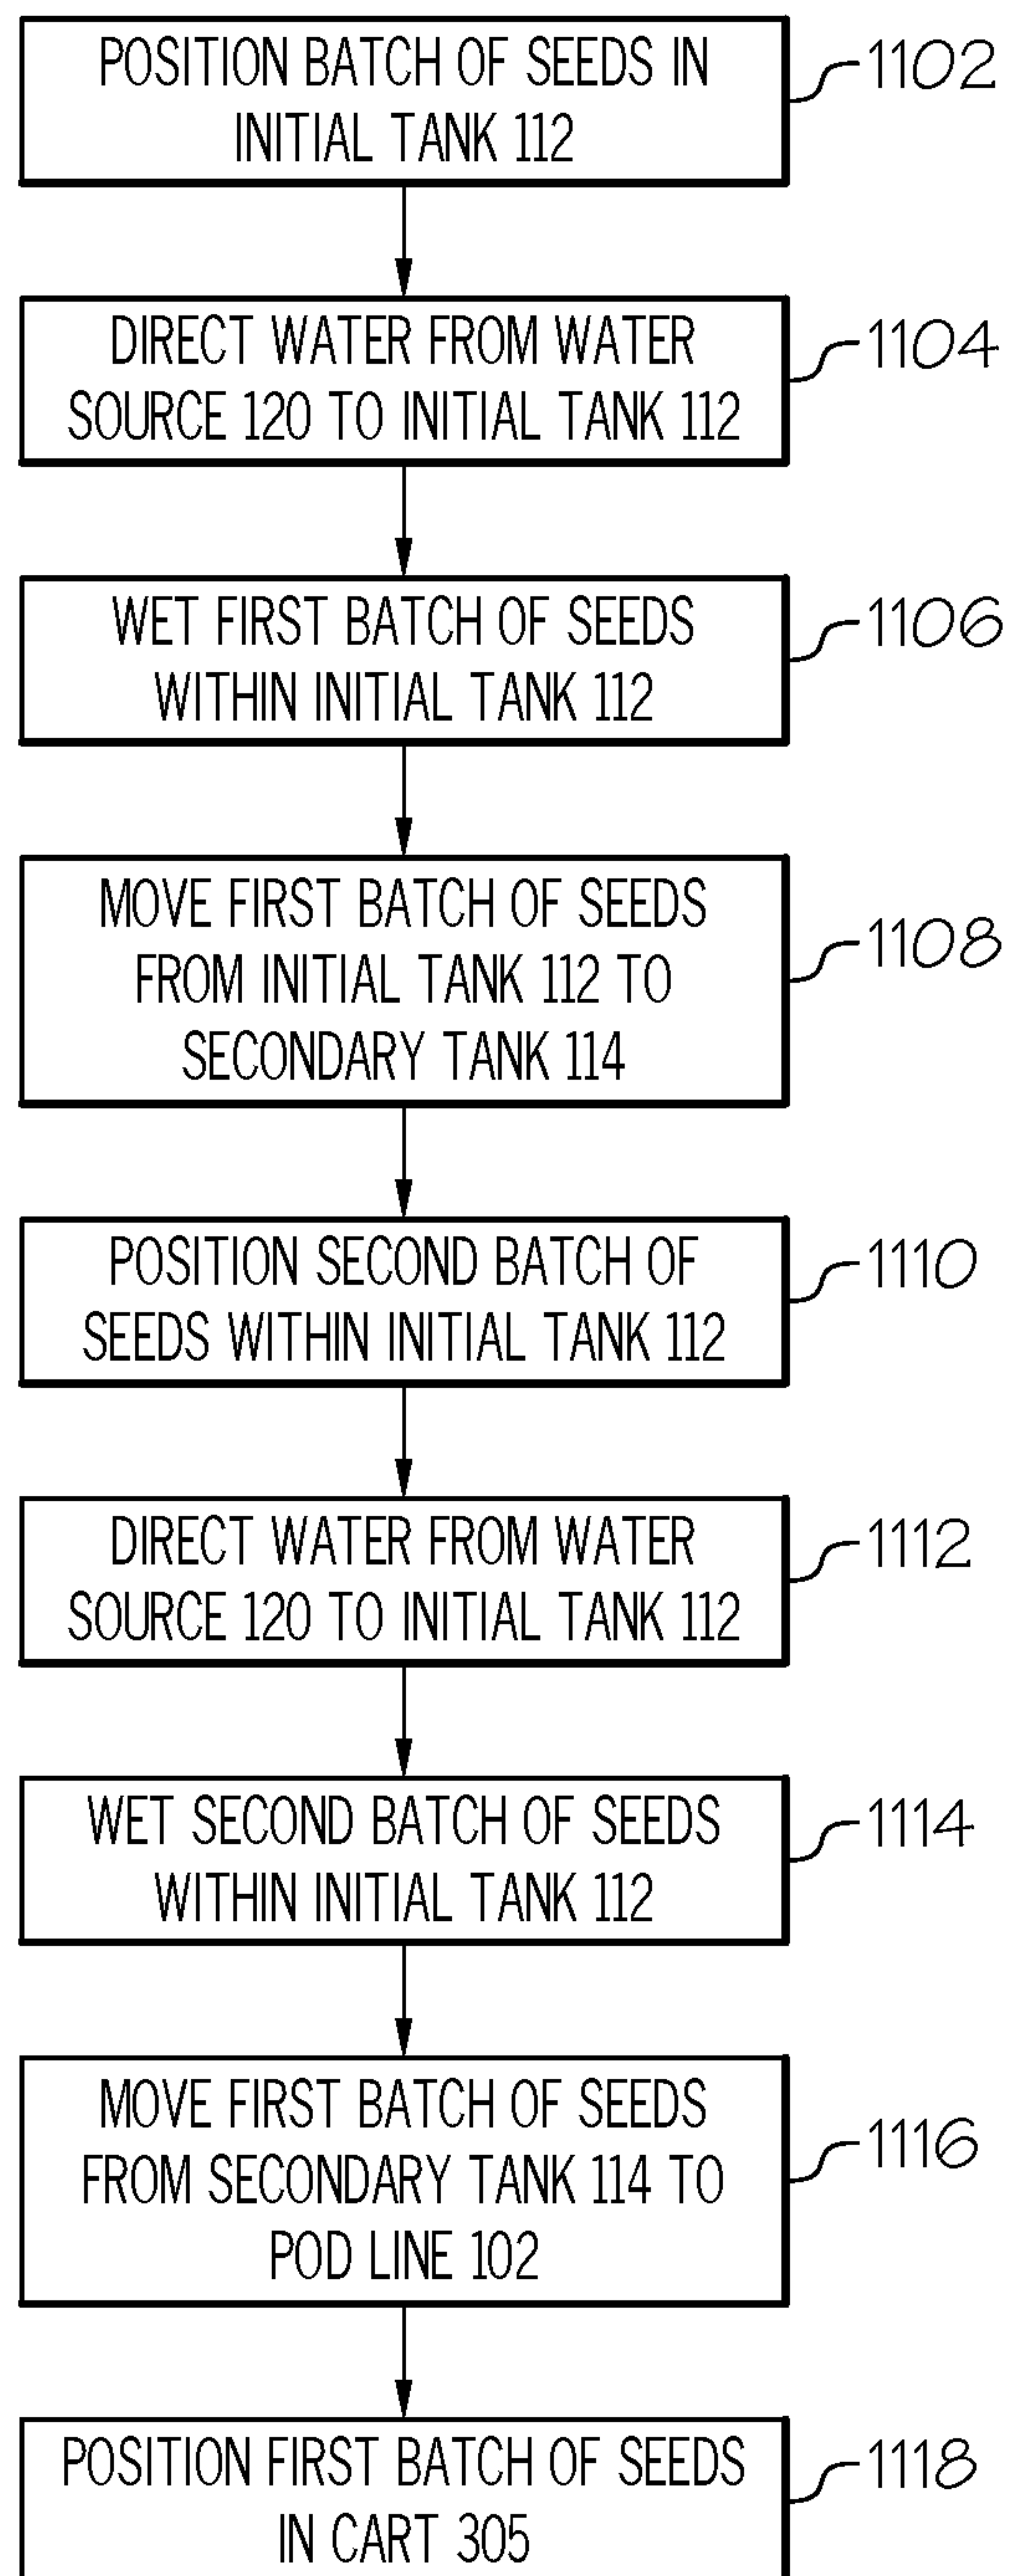 POSITION BATCH OF SEEDS IN
INITIAL TANK 112
1102
DIRECT WATER FROM WATER
SOURCE 120 TO INITIAL TANK 112
1104
WET FIRST BATCH OF SEEDS
WITHIN INITIAL TANK 112
1106
MOVE FIRST BATCH OF SEEDS
FROM INITIAL TANK 112 TO
SECONDARY TANK 114
1108
POSITION SECOND BATCH OF
SEEDS WITHIN INITIAL TANK 112
1110
DIRECT WATER FROM WATER
SOURCE 120 TO INITIAL TANK 112
1112
WET SECOND BATCH OF SEEDS
WITHIN INITIAL TANK 112
1114
MOVE FIRST BATCH OF SEEDS
FROM SECONDARY TANK 114 TO
POD LINE 102
1116
POSITION FIRST BATCH OF SEEDS
IN CART 305
1118